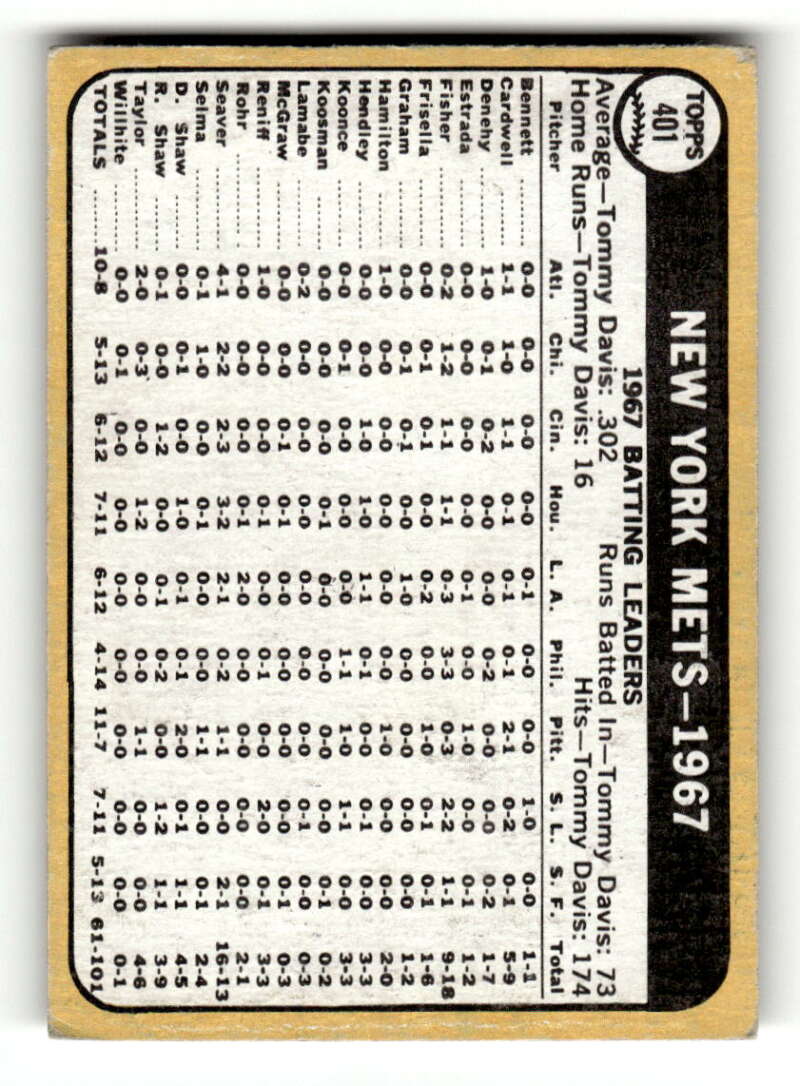 TOPPS
401
NEW YORK METS—1967
1967 BATTING LEADERS
Average—Tommy Davis: .302 Runs Batted In—Tommy Davis: 73
Home Runs—Tommy Davis: 16 Hits—Tommy Davis: 174
Pitcher Atl. Chi. Cin. Hou. L. A. Phil. Pitt. S. L. S. F. Total
Bennett 0-0 0-0 0-0 0-0 0-1 0-0 0-0 1-0 0-0 1-1
Cardwell 1-1 1-0 1-1 0-1 0-1 0-1 2-1 0-2 0-1 5-9
Denehy 1-0 0-1 0-2 0-0 0-0 0-2 0-0 0-0 0-2 1-7
Estrada 0-0 0-0 0-0 0-0 0-1 0-0 1-0 0-1 0-0 1-2
Fisher 0-2 1-2 1-1 1-1 0-3 3-3 0-3 2-2 1-1 9-18
Frisella 0-0 0-1 0-0 0-0 0-2 0-0 1-0 0-1 0-2 1-6
Graham 0-0 0-1 0-1 0-0 1-0 0-0 0-0 0-0 0-0 1-2
Hamilton 1-0 0-0 0-0 0-0 0-0 0-0 1-0 0-0 0-0 2-0
Hendley 0-0 0-0 1-0 1-0 1-1 0-1 0-0 0-1 0-0 3-3
Koonce 0-0 0-1 0-0 0-0 0-0 1-1 1-0 1-1 0-0 3-3
Koosman 0-0 0-0 0-0 0-1 0-0 0-0 0-0 0-0 0-1 0-2
Lamabe 0-2 0-0 0-0 0-0 0-0 0-0 0-0 0-1 0-0 0-3
McGraw 0-0 0-0 0-1 0-1 0-0 0-0 0-0 0-0 0-1 0-3
Reniff 1-0 0-0 0-0 0-1 0-0 0-1 0-0 2-0 0-1 3-3
Rohr 0-0 0-0 0-0 0-1 2-0 0-0 0-0 0-0 0-0 2-1
Seaver 4-1 2-2 2-3 3-2 2-1 0-2 1-1 0-0 2-1 16-13
Selma 0-1 1-0 0-0 0-1 0-0 0-0 1-1 0-0 0-1 2-4
D. Shaw 0-0 0-1 0-0 1-0 0-1 0-1 2-0 0-1 1-1 4-5
R. Shaw 0-1 0-0 1-2 0-0 0-1 0-2 0-0 1-2 1-1 3-9
Taylor 2-0 0-3 0-0 1-2 0-0 0-0 1-1 0-0 0-0 4-6
Willhite 0-0 0-1 0-0 0-0 0-0 0-0 0-0 0-0 0-0 0-1
TOTALS 10-8 5-13 6-12 7-11 6-12 4-14 11-7 7-11 5-13 61-101